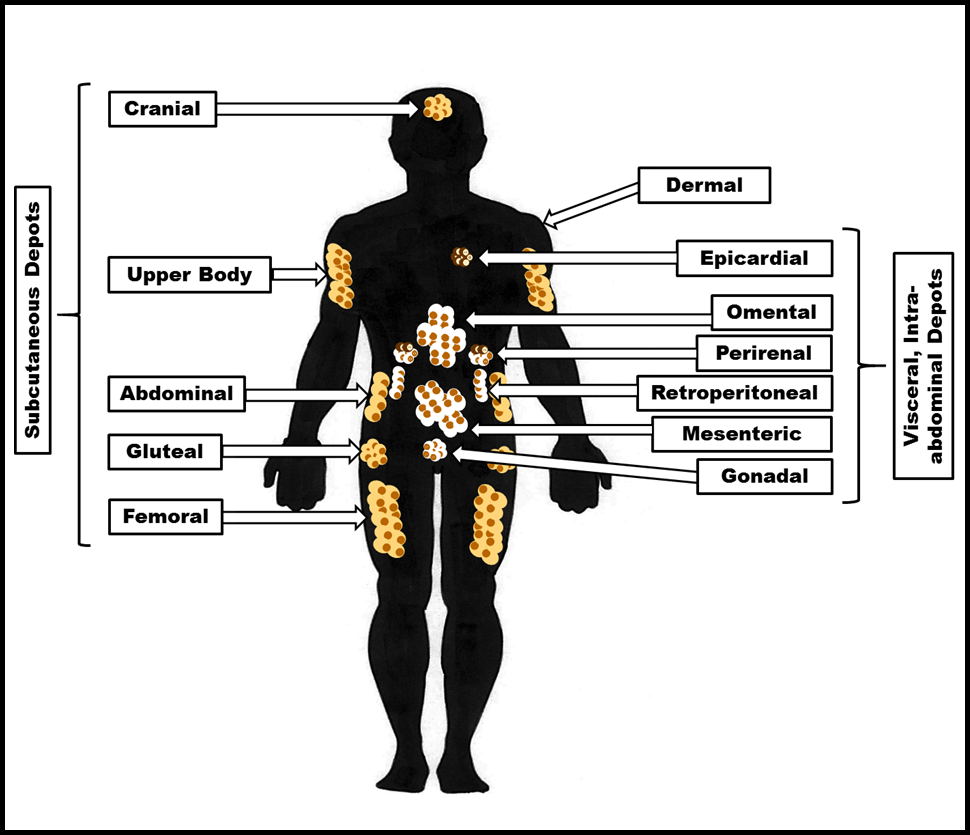 Subcutaneous Depots
Cranial
Upper Body
Abdominal
Gluteal
Femoral
Dermal
Epicardial
Omental
Perirenal
Retroperitoneal
Mesenteric
Gonadal
Visceral, Intra-
abdominal Depots